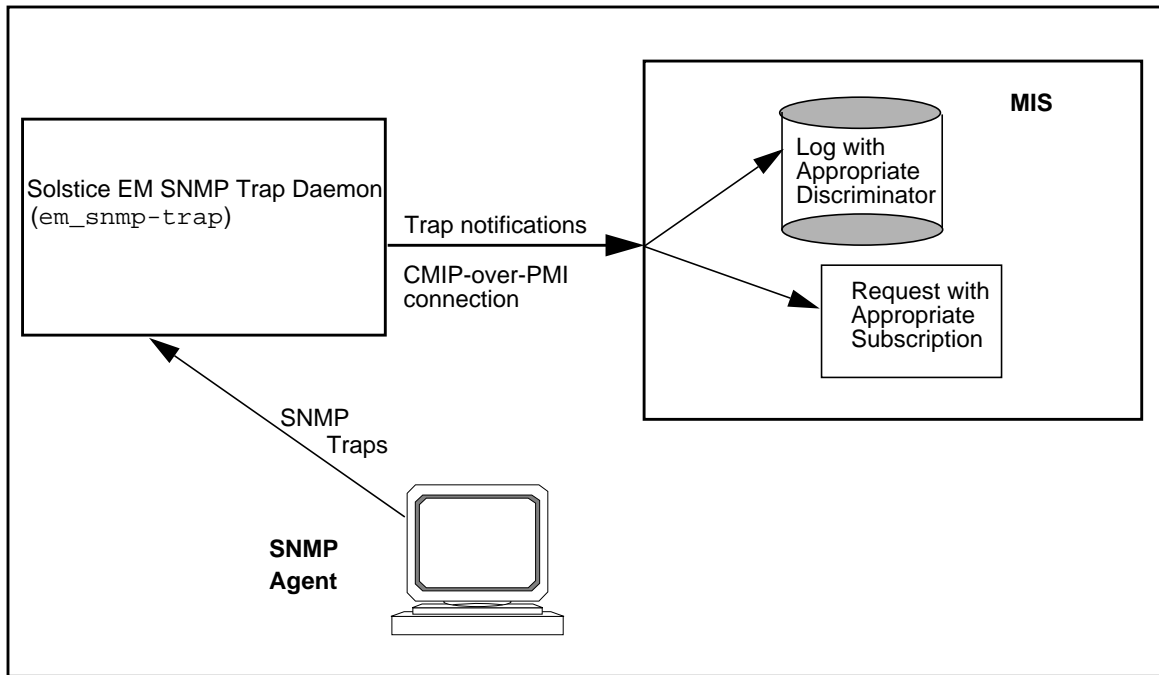 MIS
Log with
Appropriate
Discriminator
Solstice EM SNMP Trap Daemon
(em_snmp-trap)
Trap notifications
CMIP-over-PMI
connection
Request with
Appropriate
Subscription
SNMP
Traps
SNMP
Agent